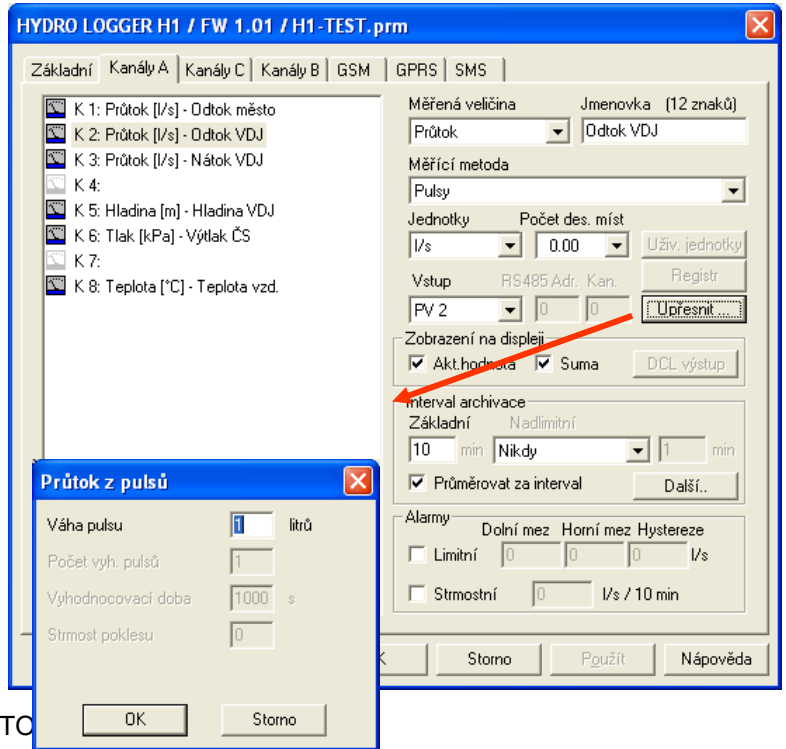 HYDRO LOGGER H1 / FW 1.01 / H1-TEST.prm
Základní Kanály A Kanály C Kanály B GSM GPRS SMS
K 1: Průtok [l/s] - Odtok město
K 2: Průtok [l/s] - Odtok VDJ
K 3: Průtok [l/s] - Nátok VDJ
K 4:
K 5: Hladina [m] - Hladina VDJ
K 6: Tlak [kPa] - Výtlak ČS
K 7:
K 8: Teplota [°C] - Teplota vzd.
Měřená veličina Jmenovka (12 znaků)
Průtok Odtok VDJ
Měřící metoda
Pulsy
Jednotky Počet des. míst
l/s 0.00 Uživ. jednotky
Registr
Vstup RS485 Adr. Kan.
PV 2 0 0 Upřesnit ...
Zobrazení na displeji
Akt.hodnota Suma DCL výstup
Interval archivace
Základní Nadlimitní
10 min Nikdy 1 min
Průměrovat za interval Další..
Alarmy
Dolní mez Horní mez Hystereze
Limitní 0 0 0 l/s
Strmostní 0 l/s / 10 min
K Storno Použít Nápověda
Průtok z pulsů
Váha pulsu 1 litrů
Počet vyh. pulsů 1
Vyhodnocovací doba 1000 s
Strmost poklesu 0
OK Storno
TO